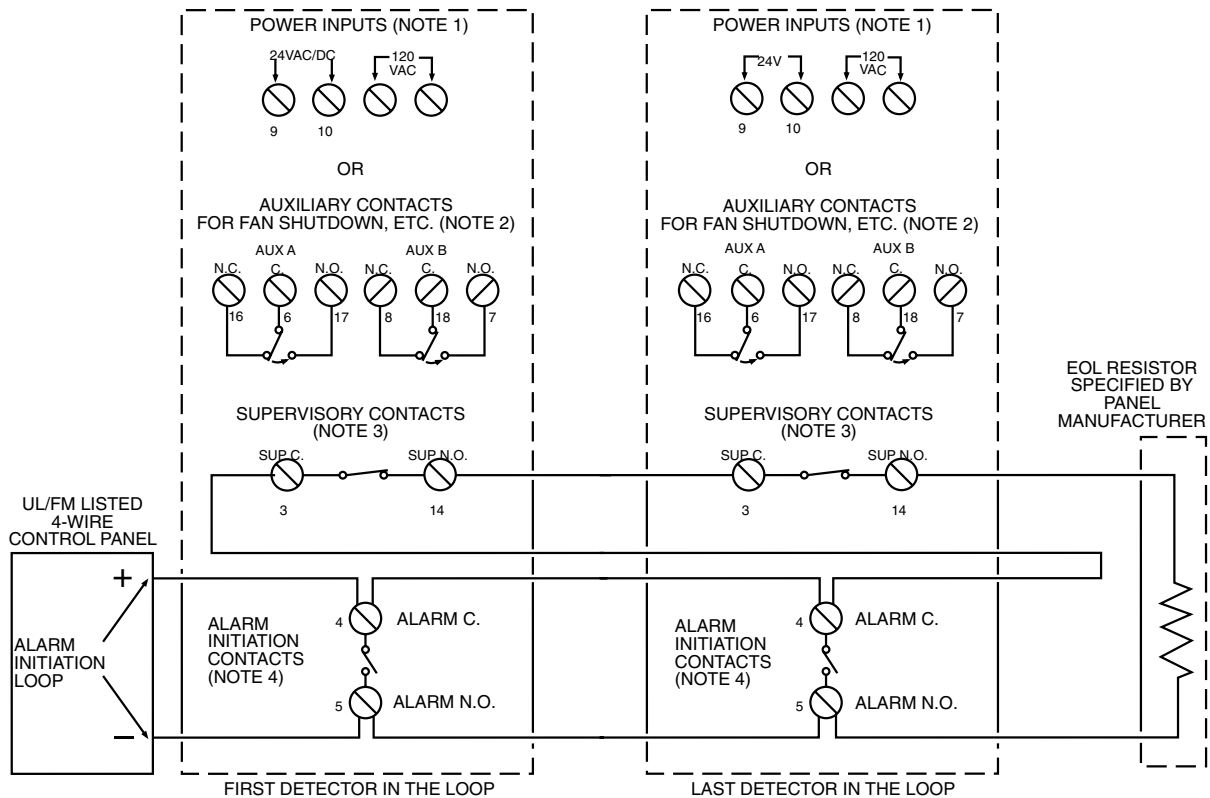 POWER INPUTS (NOTE 1)
24VAC/DC
120
VAC
9
10
OR
AUXILIARY CONTACTS
FOR FAN SHUTDOWN, ETC. (NOTE 2)
AUX A
AUX B
N.C.
C.
N.O.
N.C.
C.
N.O.
16
6
17
8
18
7
SUPERVISORY CONTACTS
(NOTE 3)
SUP C.
SUP N.O.
3
14
POWER INPUTS (NOTE 1)
24V
120
VAC
9
10
OR
AUXILIARY CONTACTS
FOR FAN SHUTDOWN, ETC. (NOTE 2)
AUX A
AUX B
N.C.
C.
N.O.
N.C.
C.
N.O.
16
6
17
8
18
7
SUPERVISORY CONTACTS
(NOTE 3)
SUP C.
SUP N.O.
3
14
EOL RESISTOR
SPECIFIED BY
PANEL
MANUFACTURER
UL/FM LISTED
4-WIRE
CONTROL PANEL
+
ALARM
INITIATION
LOOP
–
ALARM
INITIATION
CONTACTS
(NOTE 4)
4
ALARM C.
5
ALARM N.O.
ALARM
INITIATION
CONTACTS
(NOTE 4)
4
ALARM C.
5
ALARM N.O.
FIRST DETECTOR IN THE LOOP
LAST DETECTOR IN THE LOOP